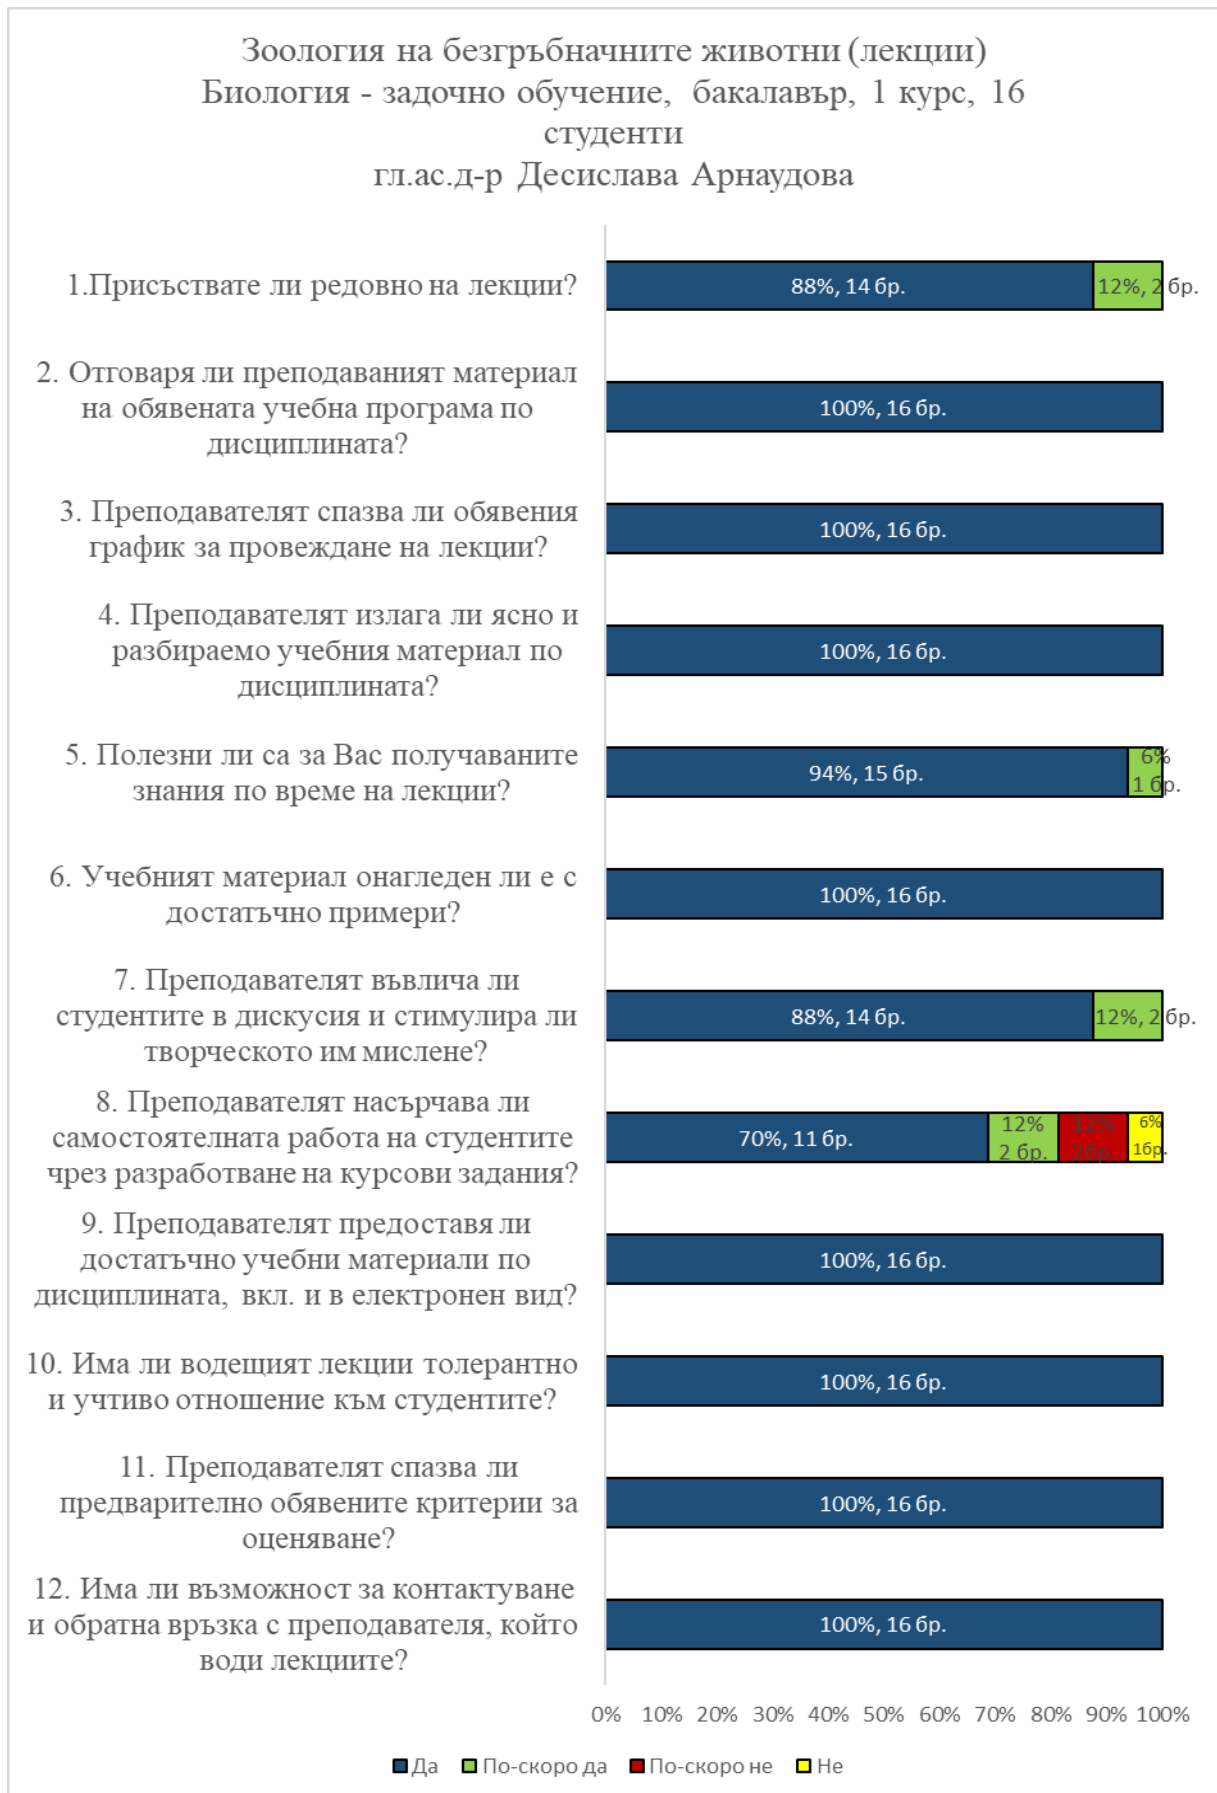 Зоология на безгръбначните животни (лекции)
Биология - задочно обучение, бакалавър, 1 курс, 16
студенти
гл.ас.д-р Десислава Арнаудова
1.Присъствате ли редовно на лекции?
88%, 14 бр.
12%, 2 бр.
2. Отговаря ли преподаваният материал
на обявената учебна програма по
дисциплината?
100%, 16 бр.
3. Преподавателят спазва ли обявения
график за провеждане на лекции?
100%, 16 бр.
4. Преподавателят излага ли ясно и
разбираемо учебния материал по
дисциплината?
100%, 16 бр.
5. Полезни ли са за Вас получаваните
знания по време на лекции?
94%, 15 бр.
6%
1 бр.
6. Учебният материал онагледен ли е с
достатъчно примери?
100%, 16 бр.
7. Преподавателят въвлича ли
студентите в дискусия и стимулира ли
творческото им мислене?
88%, 14 бр.
12%, 2 бр.
8. Преподавателят насърчава ли
самостоятелната работа на студентите
чрез разработване на курсови задания?
70%, 11 бр.
12%
2 бр.
12%
2бр.
6%
1бр.
9. Преподавателят предоставя ли
достатъчно учебни материали по
дисциплината, вкл. и в електронен вид?
100%, 16 бр.
10. Има ли водещият лекции толерантно
и учтиво отношение към студентите?
100%, 16 бр.
11. Преподавателят спазва ли
предварително обявените критерии за
оценяване?
100%, 16 бр.
12. Има ли възможност за контактуване
и обратна връзка с преподавателя, който
води лекциите?
100%, 16 бр.
0% 10% 20% 30% 40% 50% 60% 70% 80% 90% 100%
Да По-скоро да По-скоро не Не